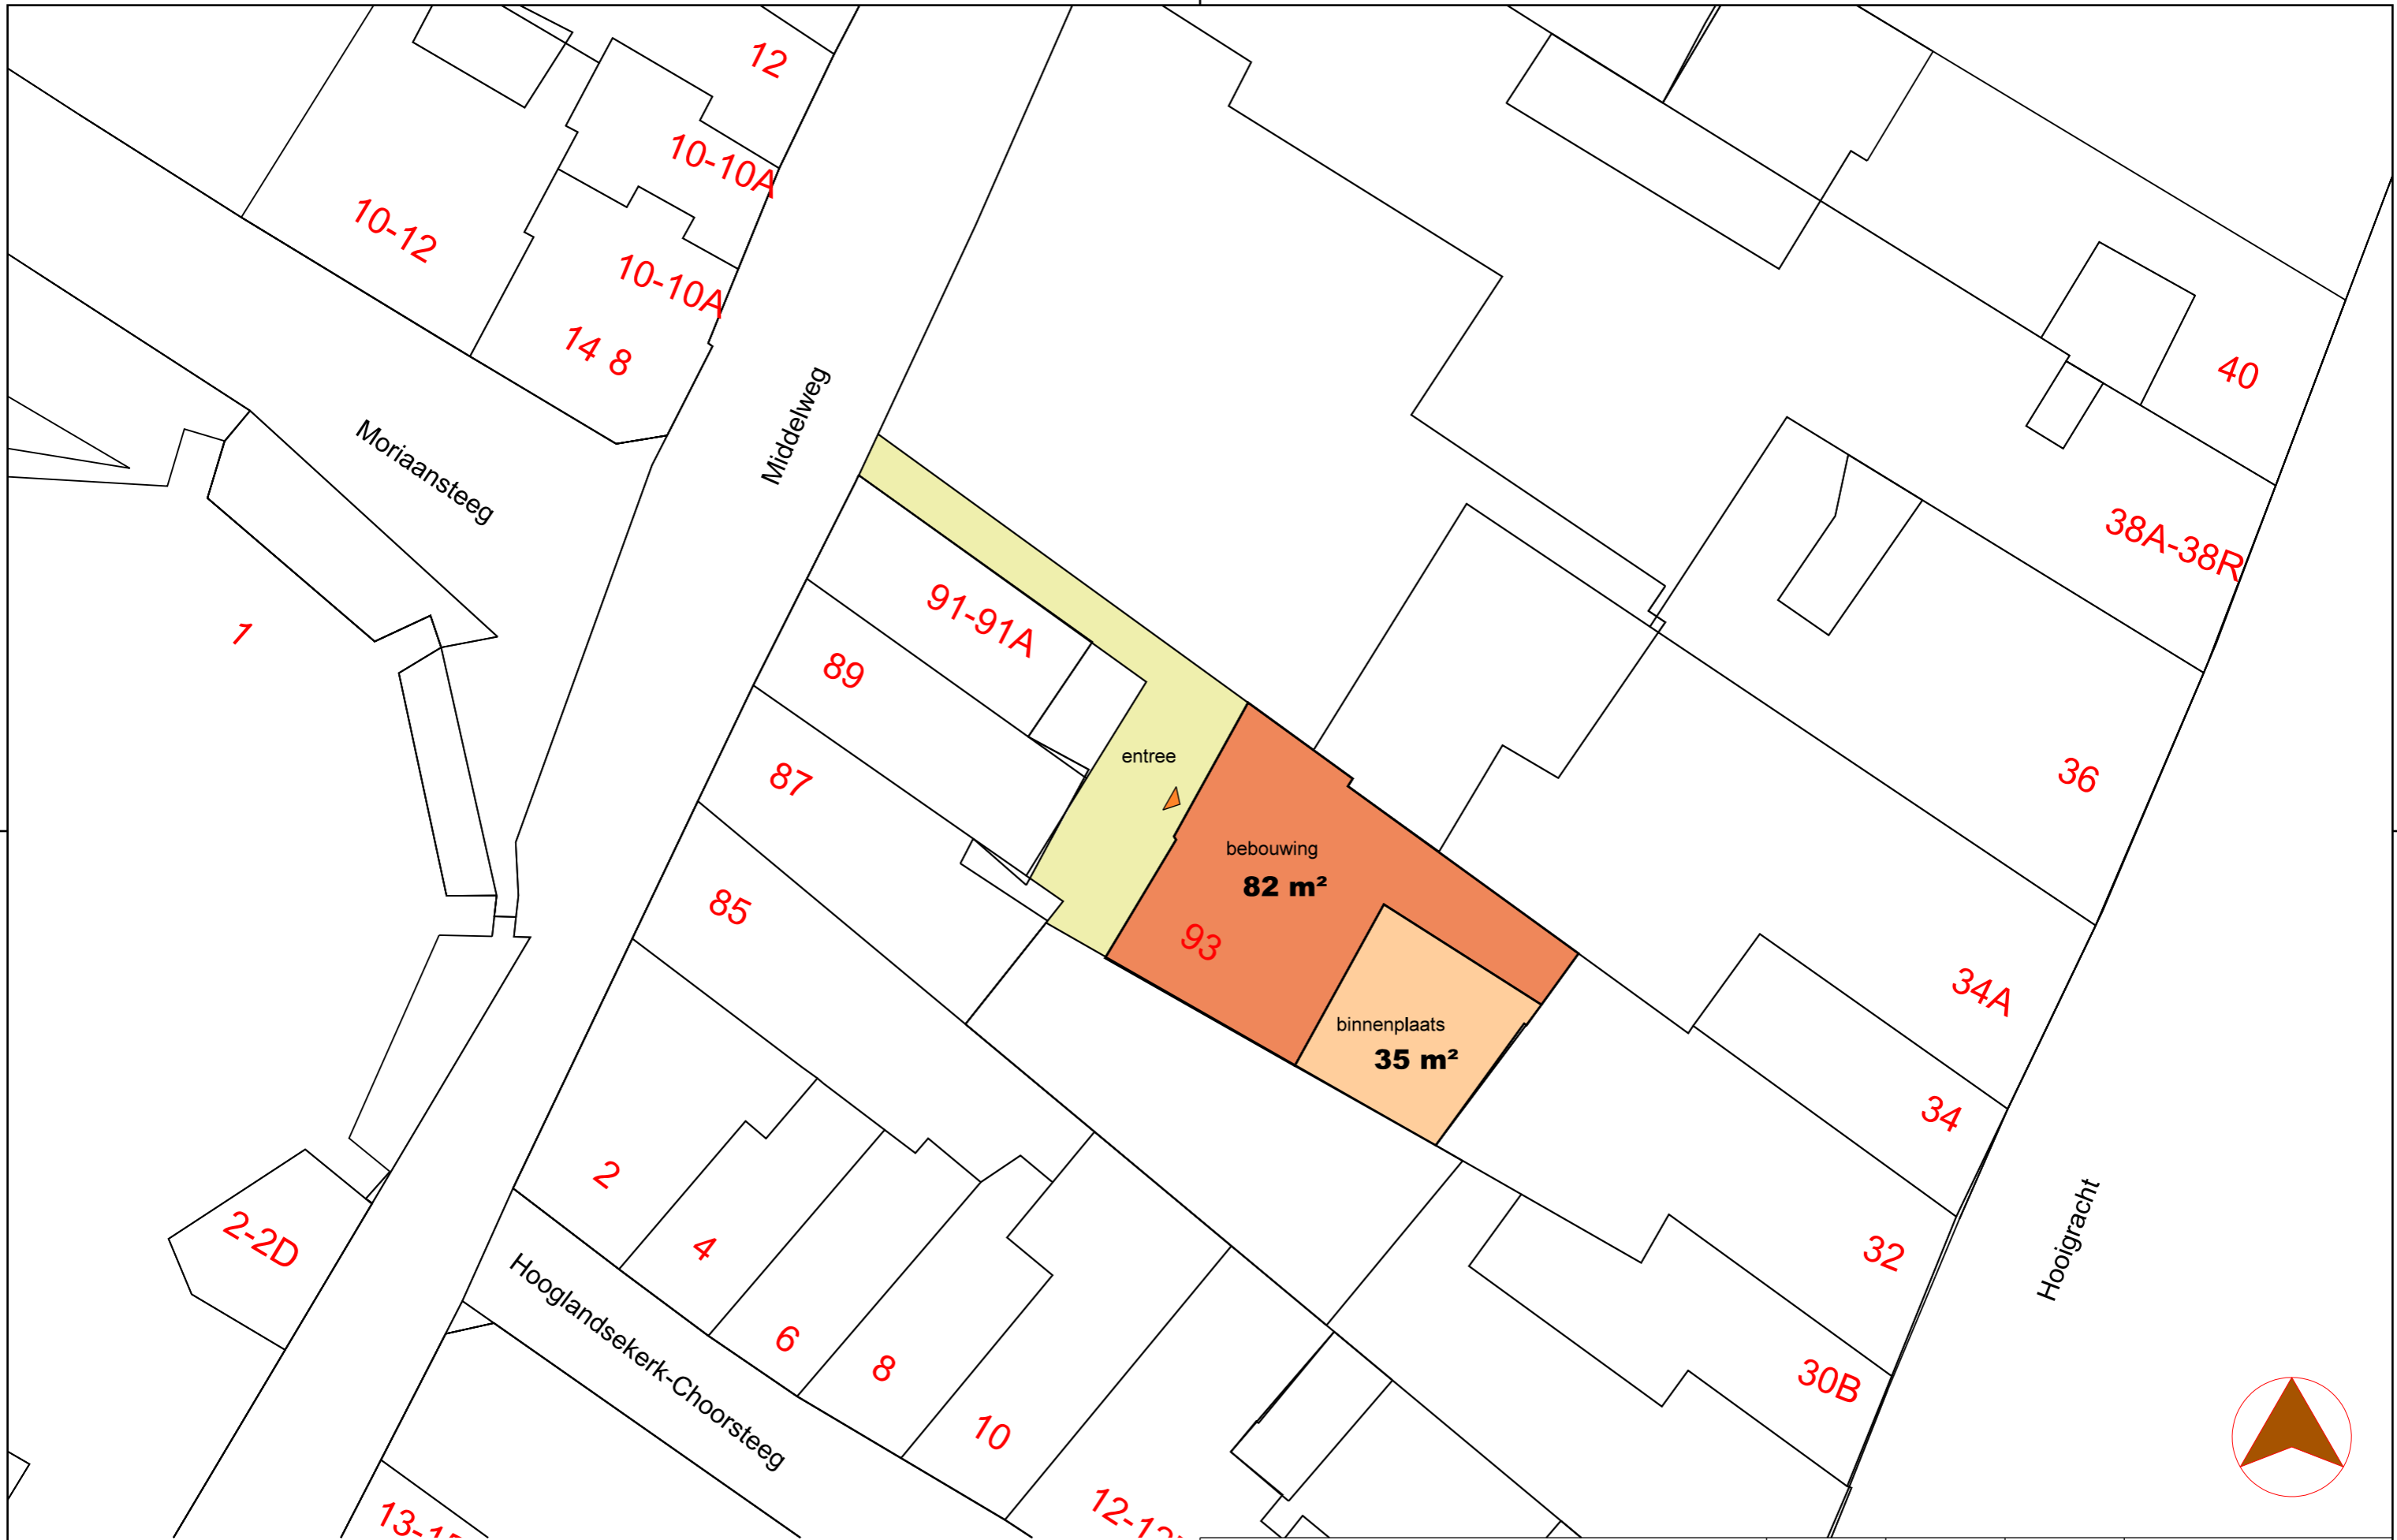 12
10-10A
10-12
10-10A
14 8
Middelweg
Moriaansteeg
40
38A-38R
91-91A
1
89
87
entree
36
bebouwing
82 m²
85
93
34A
binnenplaats
35 m²
34
2
2-2D
4
Hooglandsekerk-Choorsteeg
Hooigracht
32
6
8
30B
10